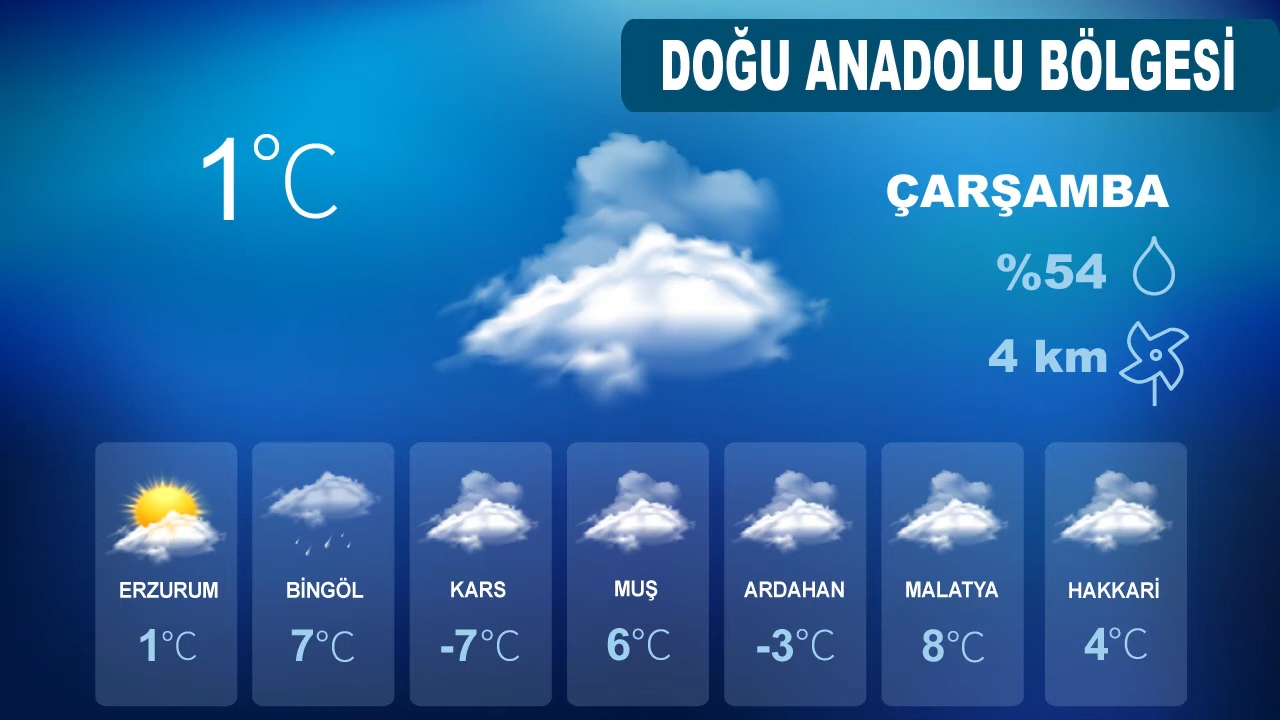 DOĞU ANADOLU BÖLGESİ
1°C
ÇARŞAMBA
%54
4 km
ERZURUM
1°C
BİNGÖL
7°C
KARS
-7°C
MUŞ
6°C
ARDAHAN
-3°C
MALATYA
8°C
HAKKARİ
4°C